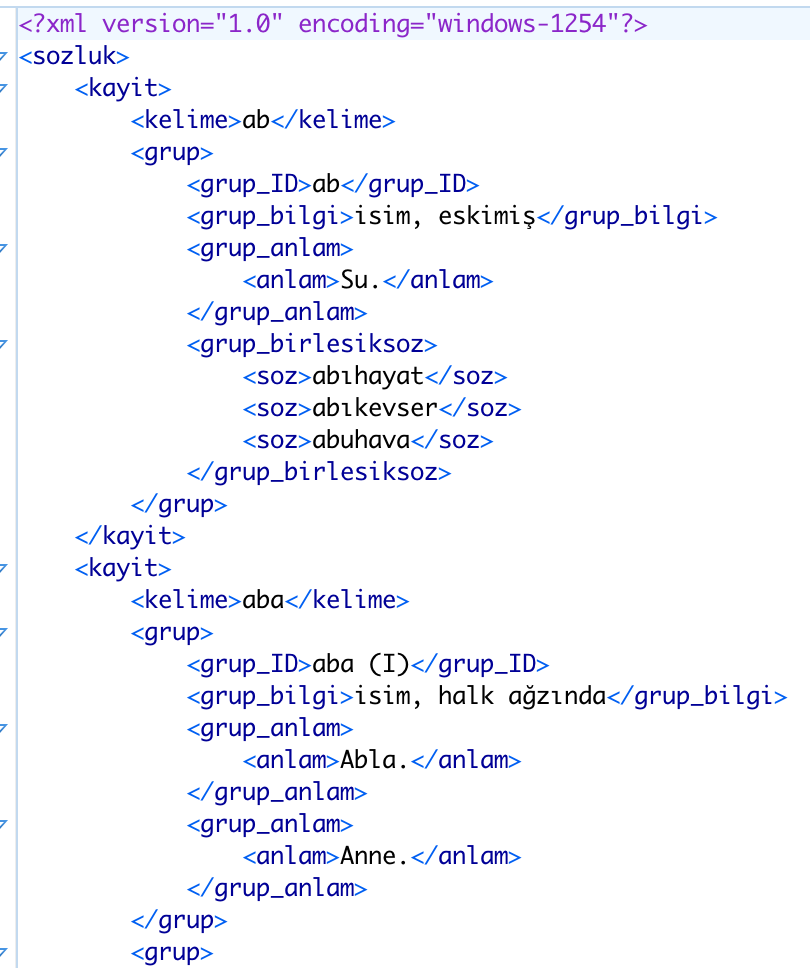 <?xml version="1.0" encoding="windows-1254"?>
<sozluk>
<kayit>
<kelime>ab</kelime>
<grup>
<grup_ID>ab</grup_ID>
<grup_bilgi>isim, eskimiş</grup_bilgi>
<grup_anlam>
<anlam>Su.</anlam>
</grup_anlam>
<grup_birlesiksoz>
<soz>abıhayat</soz>
<soz>abıkevser</soz>
<soz>abuhava</soz>
</grup_birlesiksoz>
</grup>
</kayit>
<kayit>
<kelime>aba</kelime>
<grup>
<grup_ID>aba (I)</grup_ID>
<grup_bilgi>isim, halk ağzında</grup_bilgi>
<grup_anlam>
<anlam>Abla.</anlam>
</grup_anlam>
<grup_anlam>
<anlam>Anne.</anlam>
</grup_anlam>
</grup>
<grup>